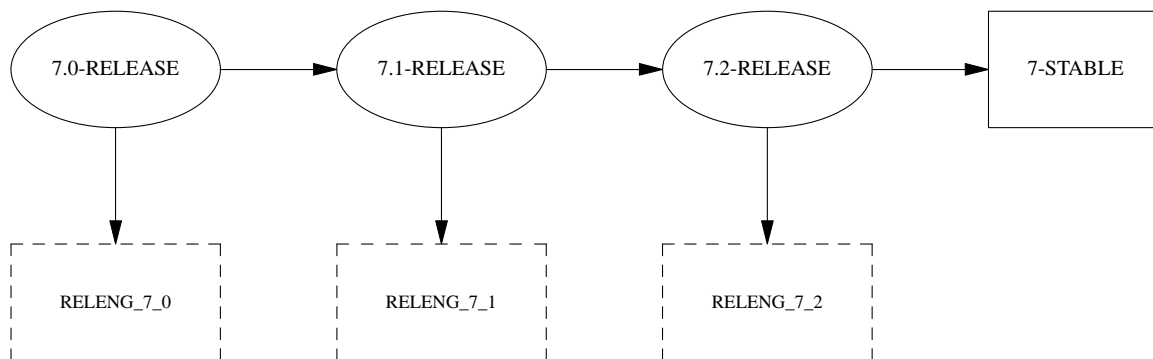 7.0-RELEASE
7.1-RELEASE
7.2-RELEASE
7-STABLE
RELENG_7_0
RELENG_7_1
RELENG_7_2